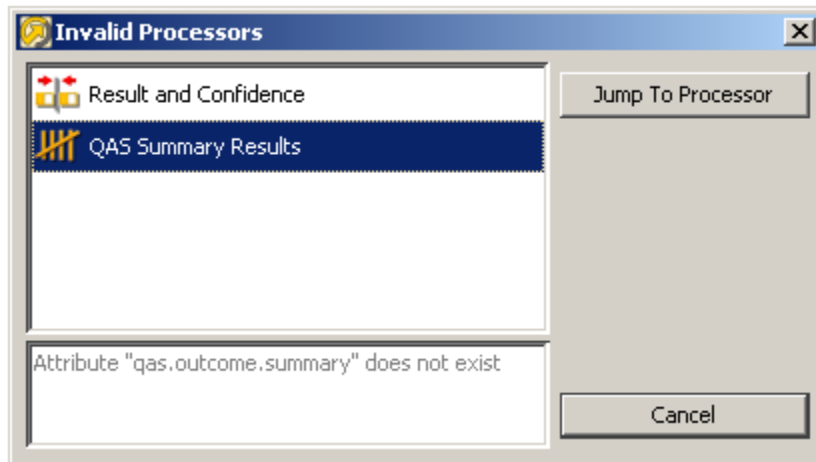 Invalid Processors
Result and Confidence
Jump To Processor
QAS Summary Results
Attribute "qas.outcome.summary" does not exist
Cancel